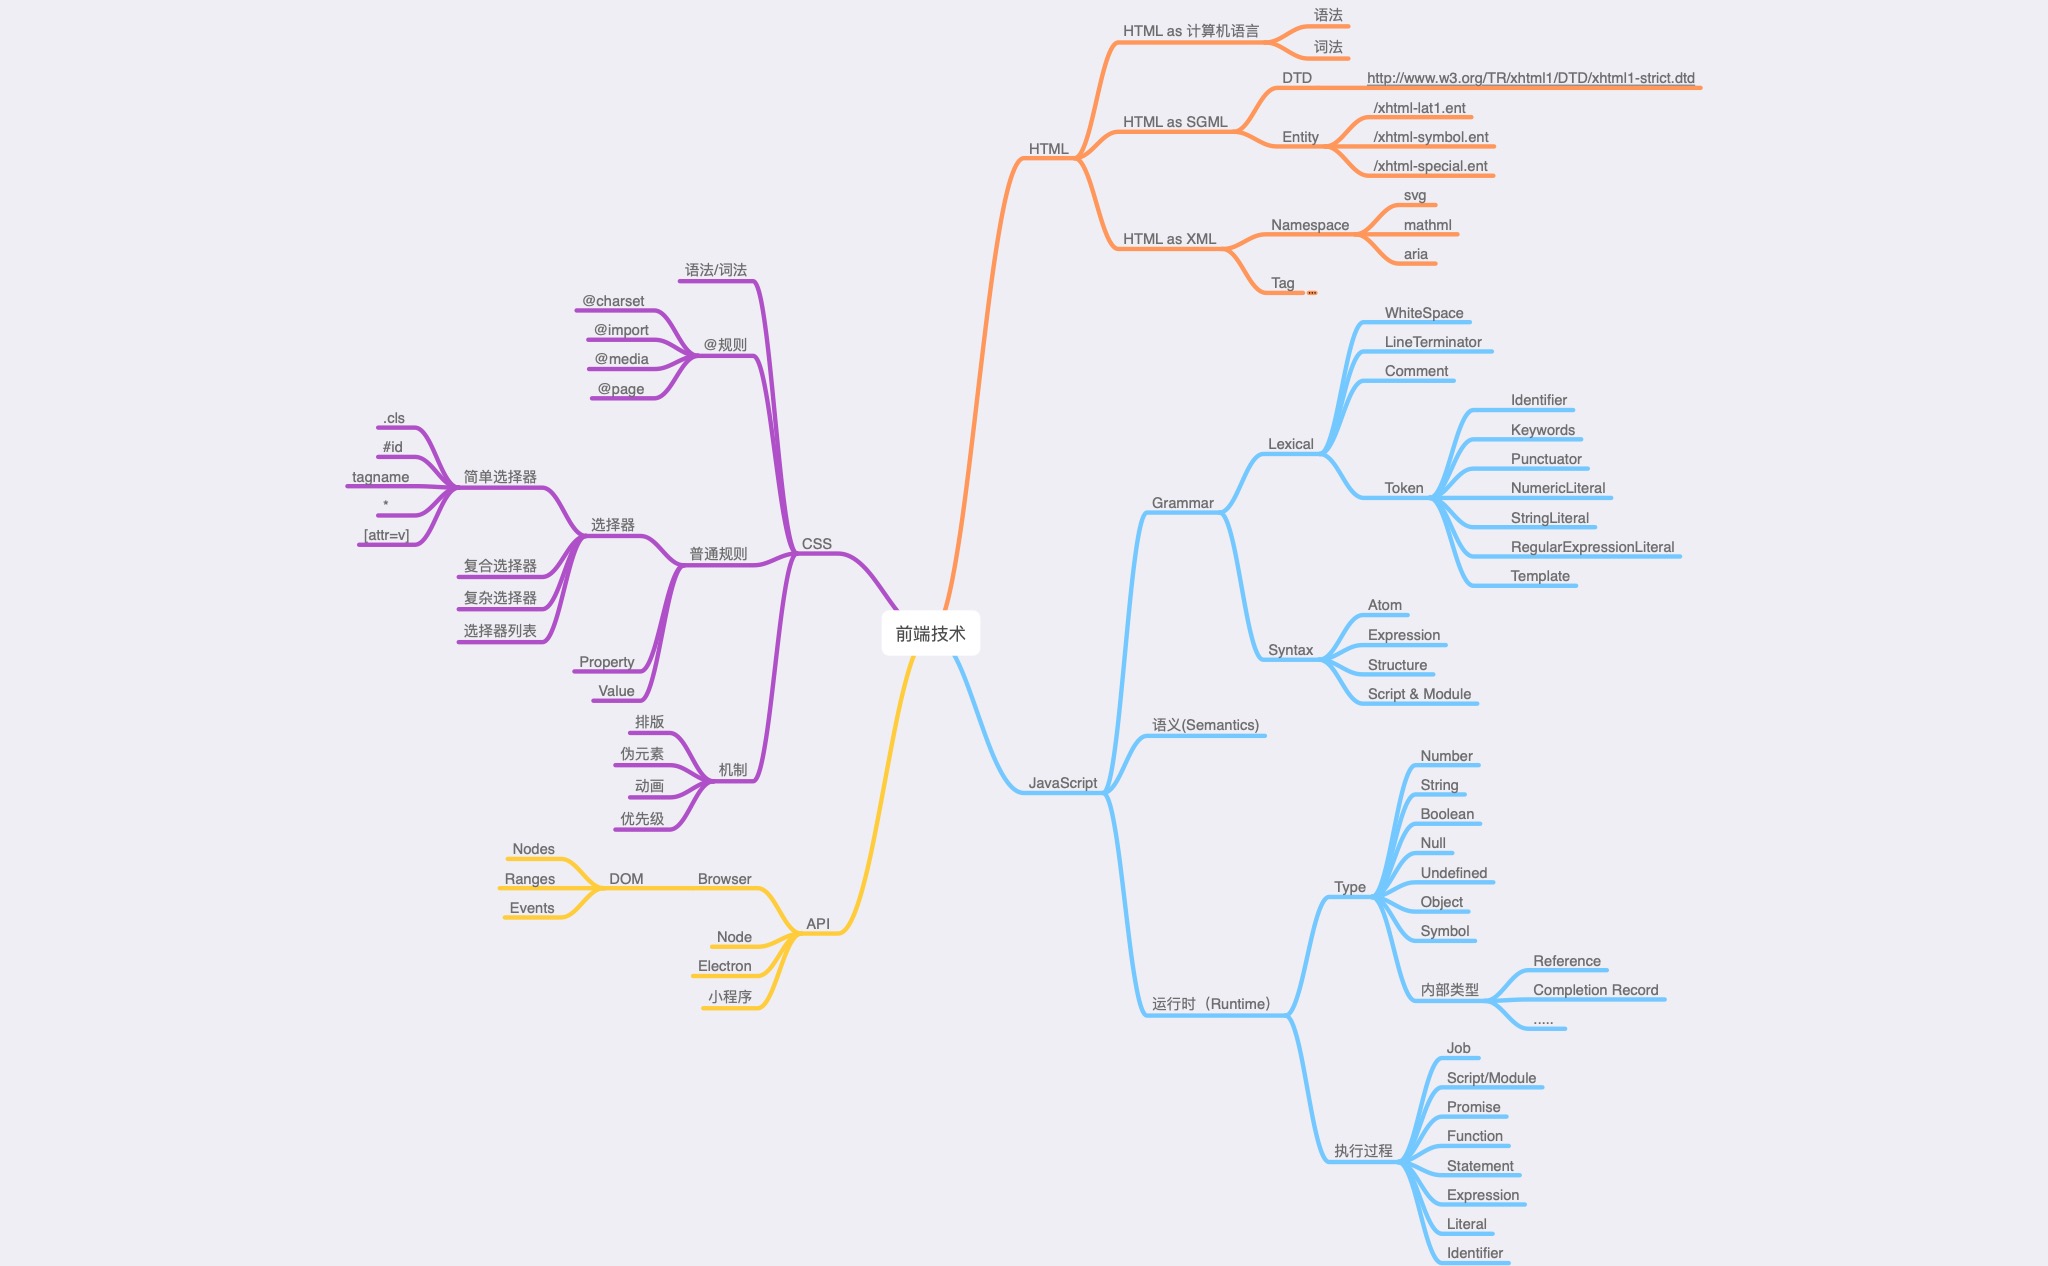 前端技术
HTML
HTML as 计算机语言
语法
词法
HTML as SGML
DTD
http://www.w3.org/TR/xhtml1/DTD/xhtml1-strict.dtd
Entity
/xhtml-lat1.ent
/xhtml-symbol.ent
/xhtml-special.ent
HTML as XML
Namespace
svg
mathml
aria
Tag
...
JavaScript
Grammar
Lexical
WhiteSpace
LineTerminator
Comment
Token
Identifier
Keywords
Punctuator
NumericLiteral
StringLiteral
RegularExpressionLiteral
Template
Syntax
Atom
Expression
Structure
Script & Module
语义(Semantics)
运行时（Runtime）
Type
Number
String
Boolean
Null
Undefined
Object
Symbol
内部类型
Reference
Completion Record
.....
执行过程
Job
Script/Module
Promise
Function
Statement
Expression
Literal
Identifier
CSS
语法/词法
@规则
@charset
@import
@media
@page
普通规则
选择器
简单选择器
.cls
#id
tagname
*
[attr=v]
复合选择器
复杂选择器
选择器列表
Property
Value
机制
排版
伪元素
动画
优先级
API
Browser
DOM
Nodes
Ranges
Events
Node
Electron
小程序